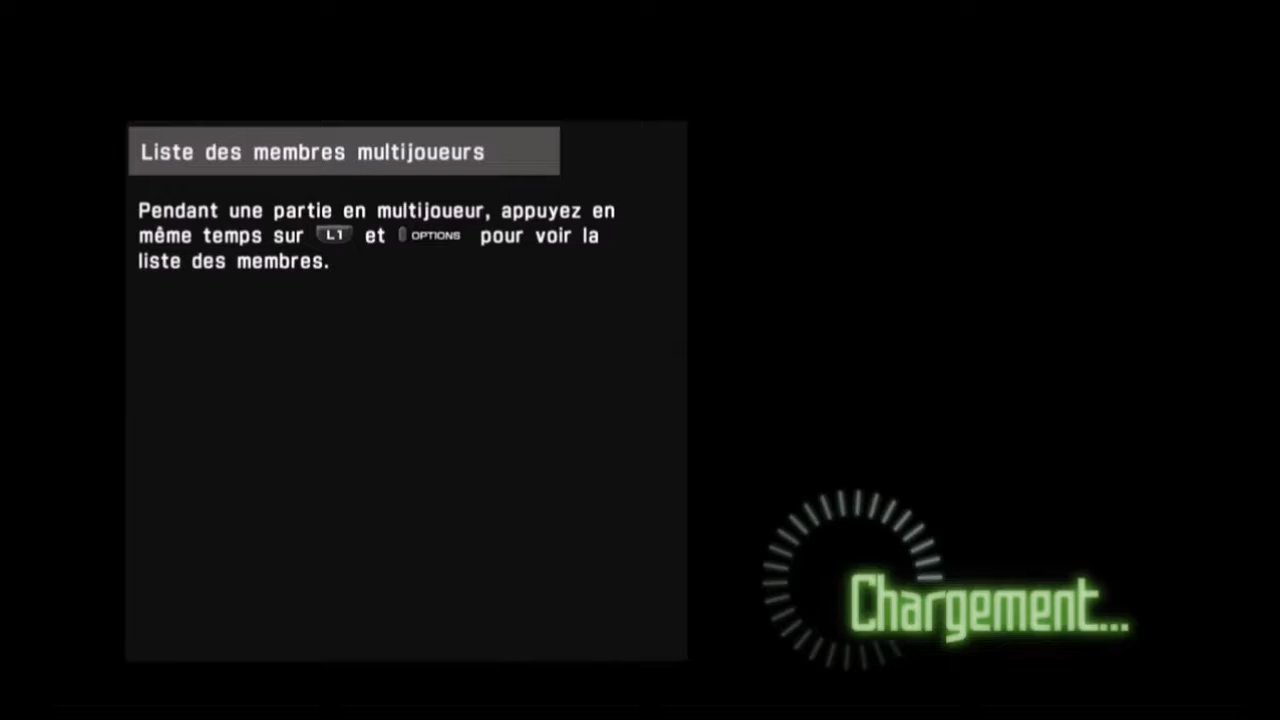 Liste des membres multijoueurs
Pendant une partie en multijoueur, appuyez en
même temps sur L1 et OPTIONS pour voir la
liste des membres.
Chargement...